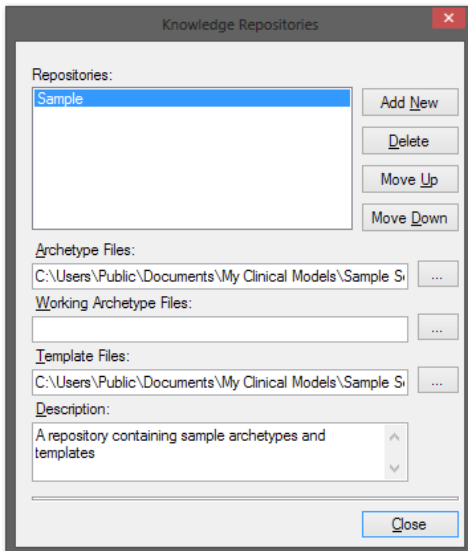 Knowledge Repositories
Repositories:
Sample
Add New
Delete
Move Up
Move Down
Archetype Files:
C:\Users\Public\Documents\My Clinical Models\Sample S
...
Working Archetype Files:
...
Template Files:
C:\Users\Public\Documents\My Clinical Models\Sample S
...
Description:
A repository containing sample archetypes and
templates
Close